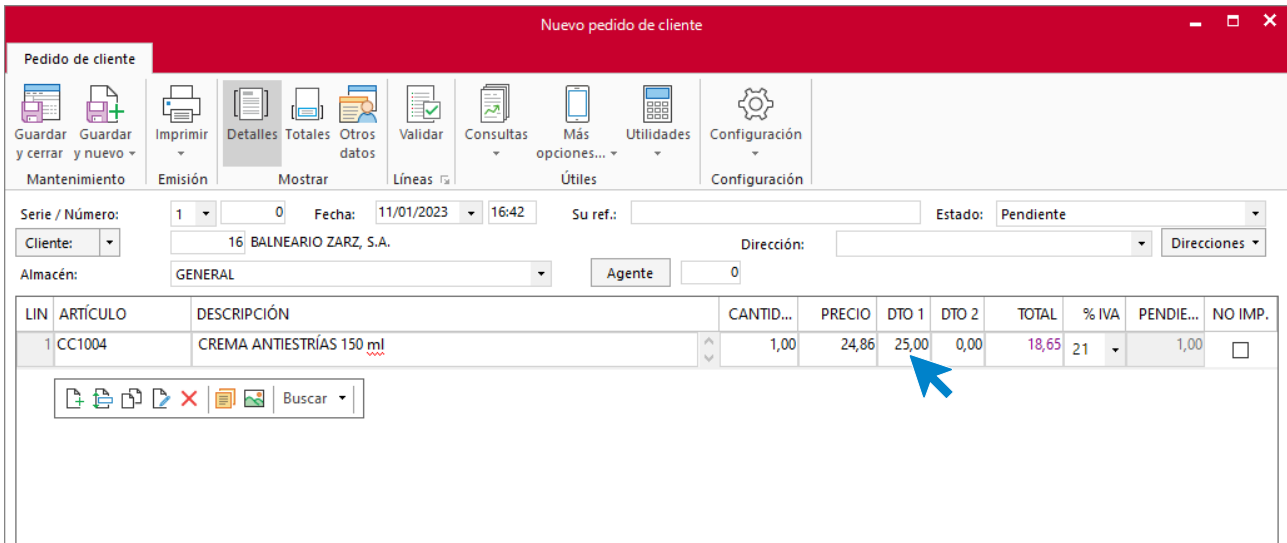 Nuevo pedido de cliente
Pedido de cliente
Guardar y cerrar
Guardar y nuevo
Imprimir
Detalles
Totales
Otros datos
Validar
Consultas
Más opciones...
Utilidades
Configuración
Mantenimiento
Emisión
Mostrar
Líneas
Útiles
Configuración
Serie / Número: 1 0 Fecha: 11/01/2023 16:42 Su ref.: Estado: Pendiente
Cliente: 16 BALNEARIO ZARZ, S.A. Dirección: Direcciones
Almacén: GENERAL Agente 0
LIN ARTÍCULO DESCRIPCIÓN CANTID... PRECIO DTO 1 DTO 2 TOTAL % IVA PENDIE... NO IMP.
1 CC1004 CREMA ANTIESTRÍAS 150 ml 1,00 24,86 25,00 0,00 18,65 21 1,00
Buscar